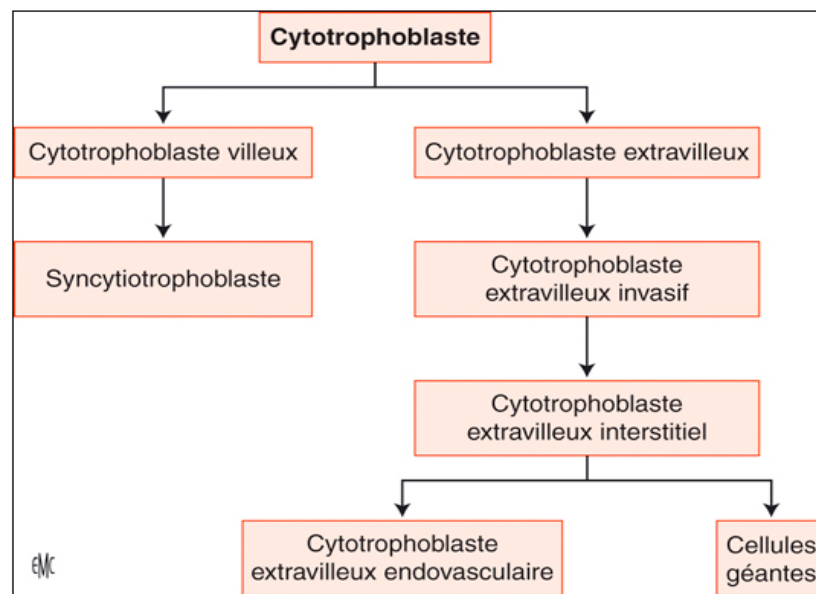 Cytotrophoblaste
Cytotrophoblaste villeux
Cytotrophoblaste extravilleux
Syncytiotrophoblaste
Cytotrophoblaste
extravilleux invasif
Cytotrophoblaste
extravilleux interstitiel
Cytotrophoblaste
extravilleux endovasculaire
Cellules
géantes
EMC